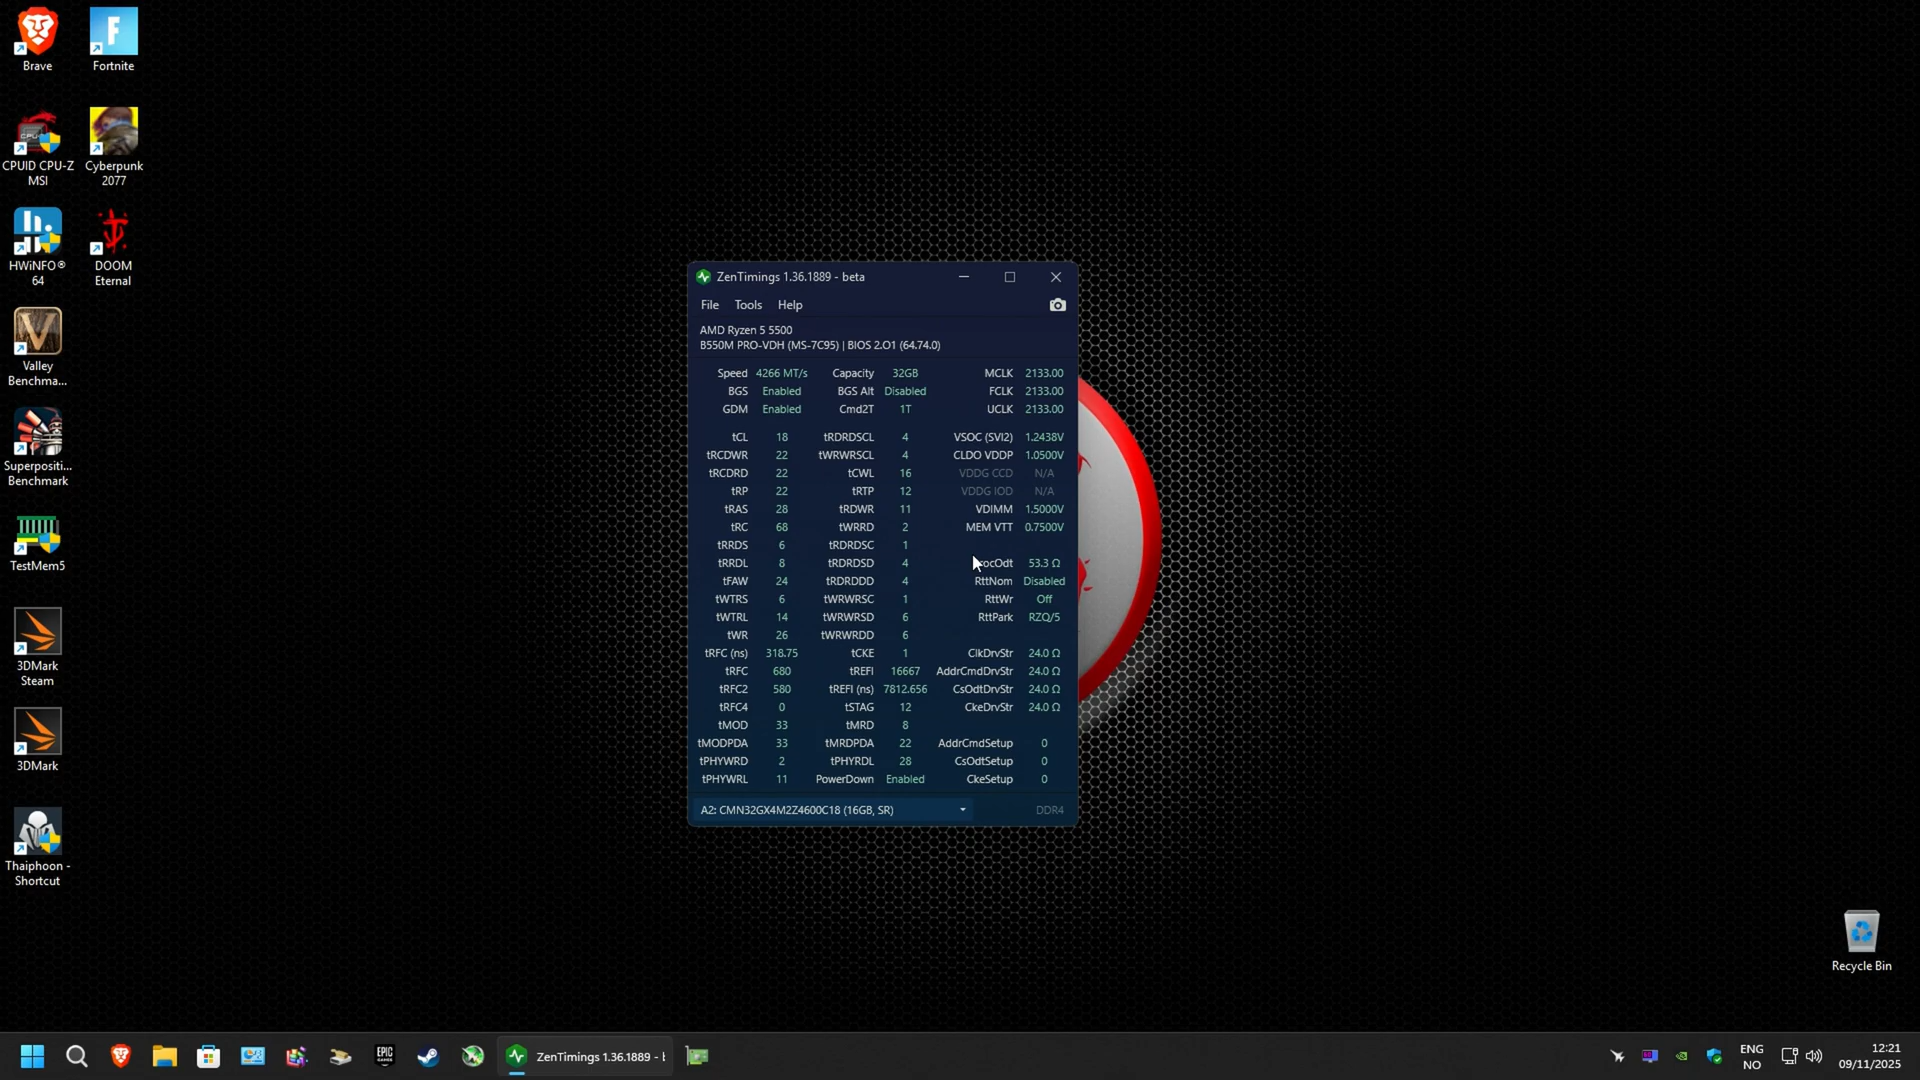 Brave
Fortnite
CPUID CPU-Z
MSI
Cyberpunk
2077
HWiNFO®
64
DOOM
Eternal
Valley
Benchma...
Superpositi...
Benchmark
TestMem5
3DMark
Steam
3DMark
Thaiphoon -
Shortcut
ZenTimings 1.36.1889 - beta
File Tools Help
AMD Ryzen 5 5500
B550M PRO-VDH (MS-7C95) | BIOS 2.O1 (64.74.0)
Speed 4266 MT/s Capacity 32GB MCLK 2133.00
BGS Enabled BGS Alt Disabled FCLK 2133.00
GDM Enabled Cmd2T 1T UCLK 2133.00
tCL 18 tRDRDSCL 4 VSOC (SVI2) 1.2438V
tRCDWR 22 tWRWRSCL 4 CLDO VDDP 1.0500V
tRCDRD 22 tCWL 16 VDDG CCD N/A
tRP 22 tRTP 12 VDDG IOD N/A
tRAS 28 tRDWR 11 VDIMM 1.5000V
tRC 68 tWRRD 2 MEM VTT 0.7500V
tRRDS 6 tRDRDSC 1
tRRDL 8 tRDRDSD 4 ocOdt 53.3 Ω
tFAW 24 tRDRDDD 4 RttNom Disabled
tWTRS 6 tWRWRSC 1 RttWr Off
tWTRL 14 tWRWRSD 6 RttPark RZQ/5
tWR 26 tWRWRDD 6
tRFC (ns) 318.75 tCKE 1 ClkDrvStr 24.0 Ω
tRFC 680 tREFI 16667 AddrCmdDrvStr 24.0 Ω
tRFC2 580 tREFI (ns) 7812.656 CsOdtDrvStr 24.0 Ω
tRFC4 0 tSTAG 12 CkeDrvStr 24.0 Ω
tMOD 33 tMRD 8
tMODPDA 33 tMRDPDA 22 AddrCmdSetup 0
tPHYWRD 2 tPHYRDL 28 CsOdtSetup 0
tPHYWRL 11 PowerDown Enabled CkeSetup 0
A2: CMN32GX4M2Z4600C18 (16GB, SR) DDR4
Recycle Bin
EPIC
GAMES
ZenTimings 1.36.1889 - b
ENG
NO
12:21
09/11/2025